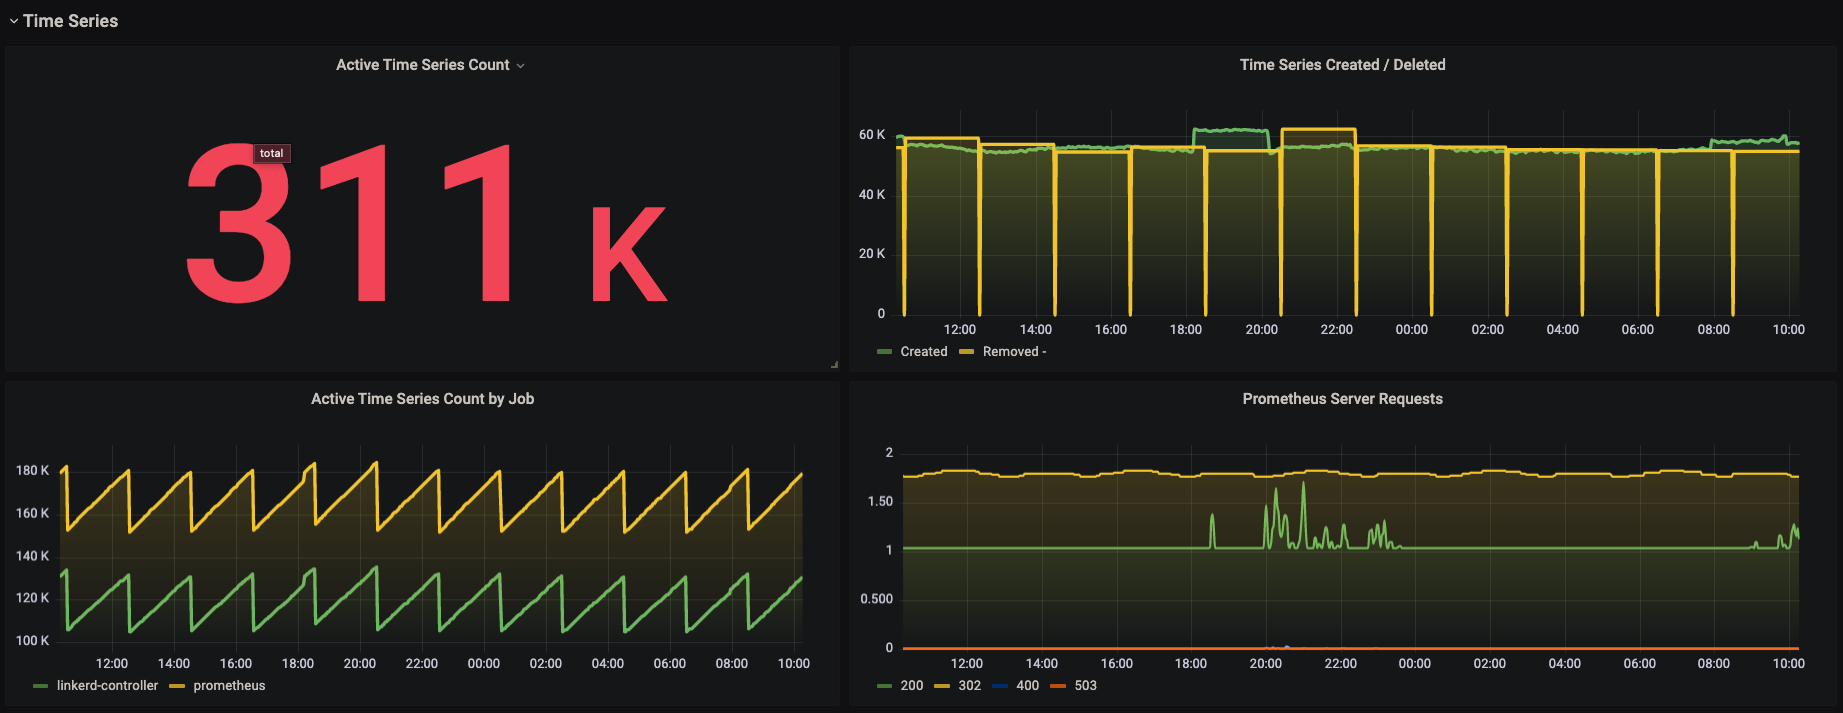 Time Series
Active Time Series Count
total
311 K
Time Series Created / Deleted
60 K
40 K
20 K
0
12:00 14:00 16:00 18:00 20:00 22:00 00:00 02:00 04:00 06:00 08:00 10:00
Created Removed -
Active Time Series Count by Job
180 K
160 K
140 K
120 K
100 K
12:00 14:00 16:00 18:00 20:00 22:00 00:00 02:00 04:00 06:00 08:00 10:00
linkerd-controller prometheus
Prometheus Server Requests
2
1.50
1
0.500
0
12:00 14:00 16:00 18:00 20:00 22:00 00:00 02:00 04:00 06:00 08:00 10:00
200 302 400 503